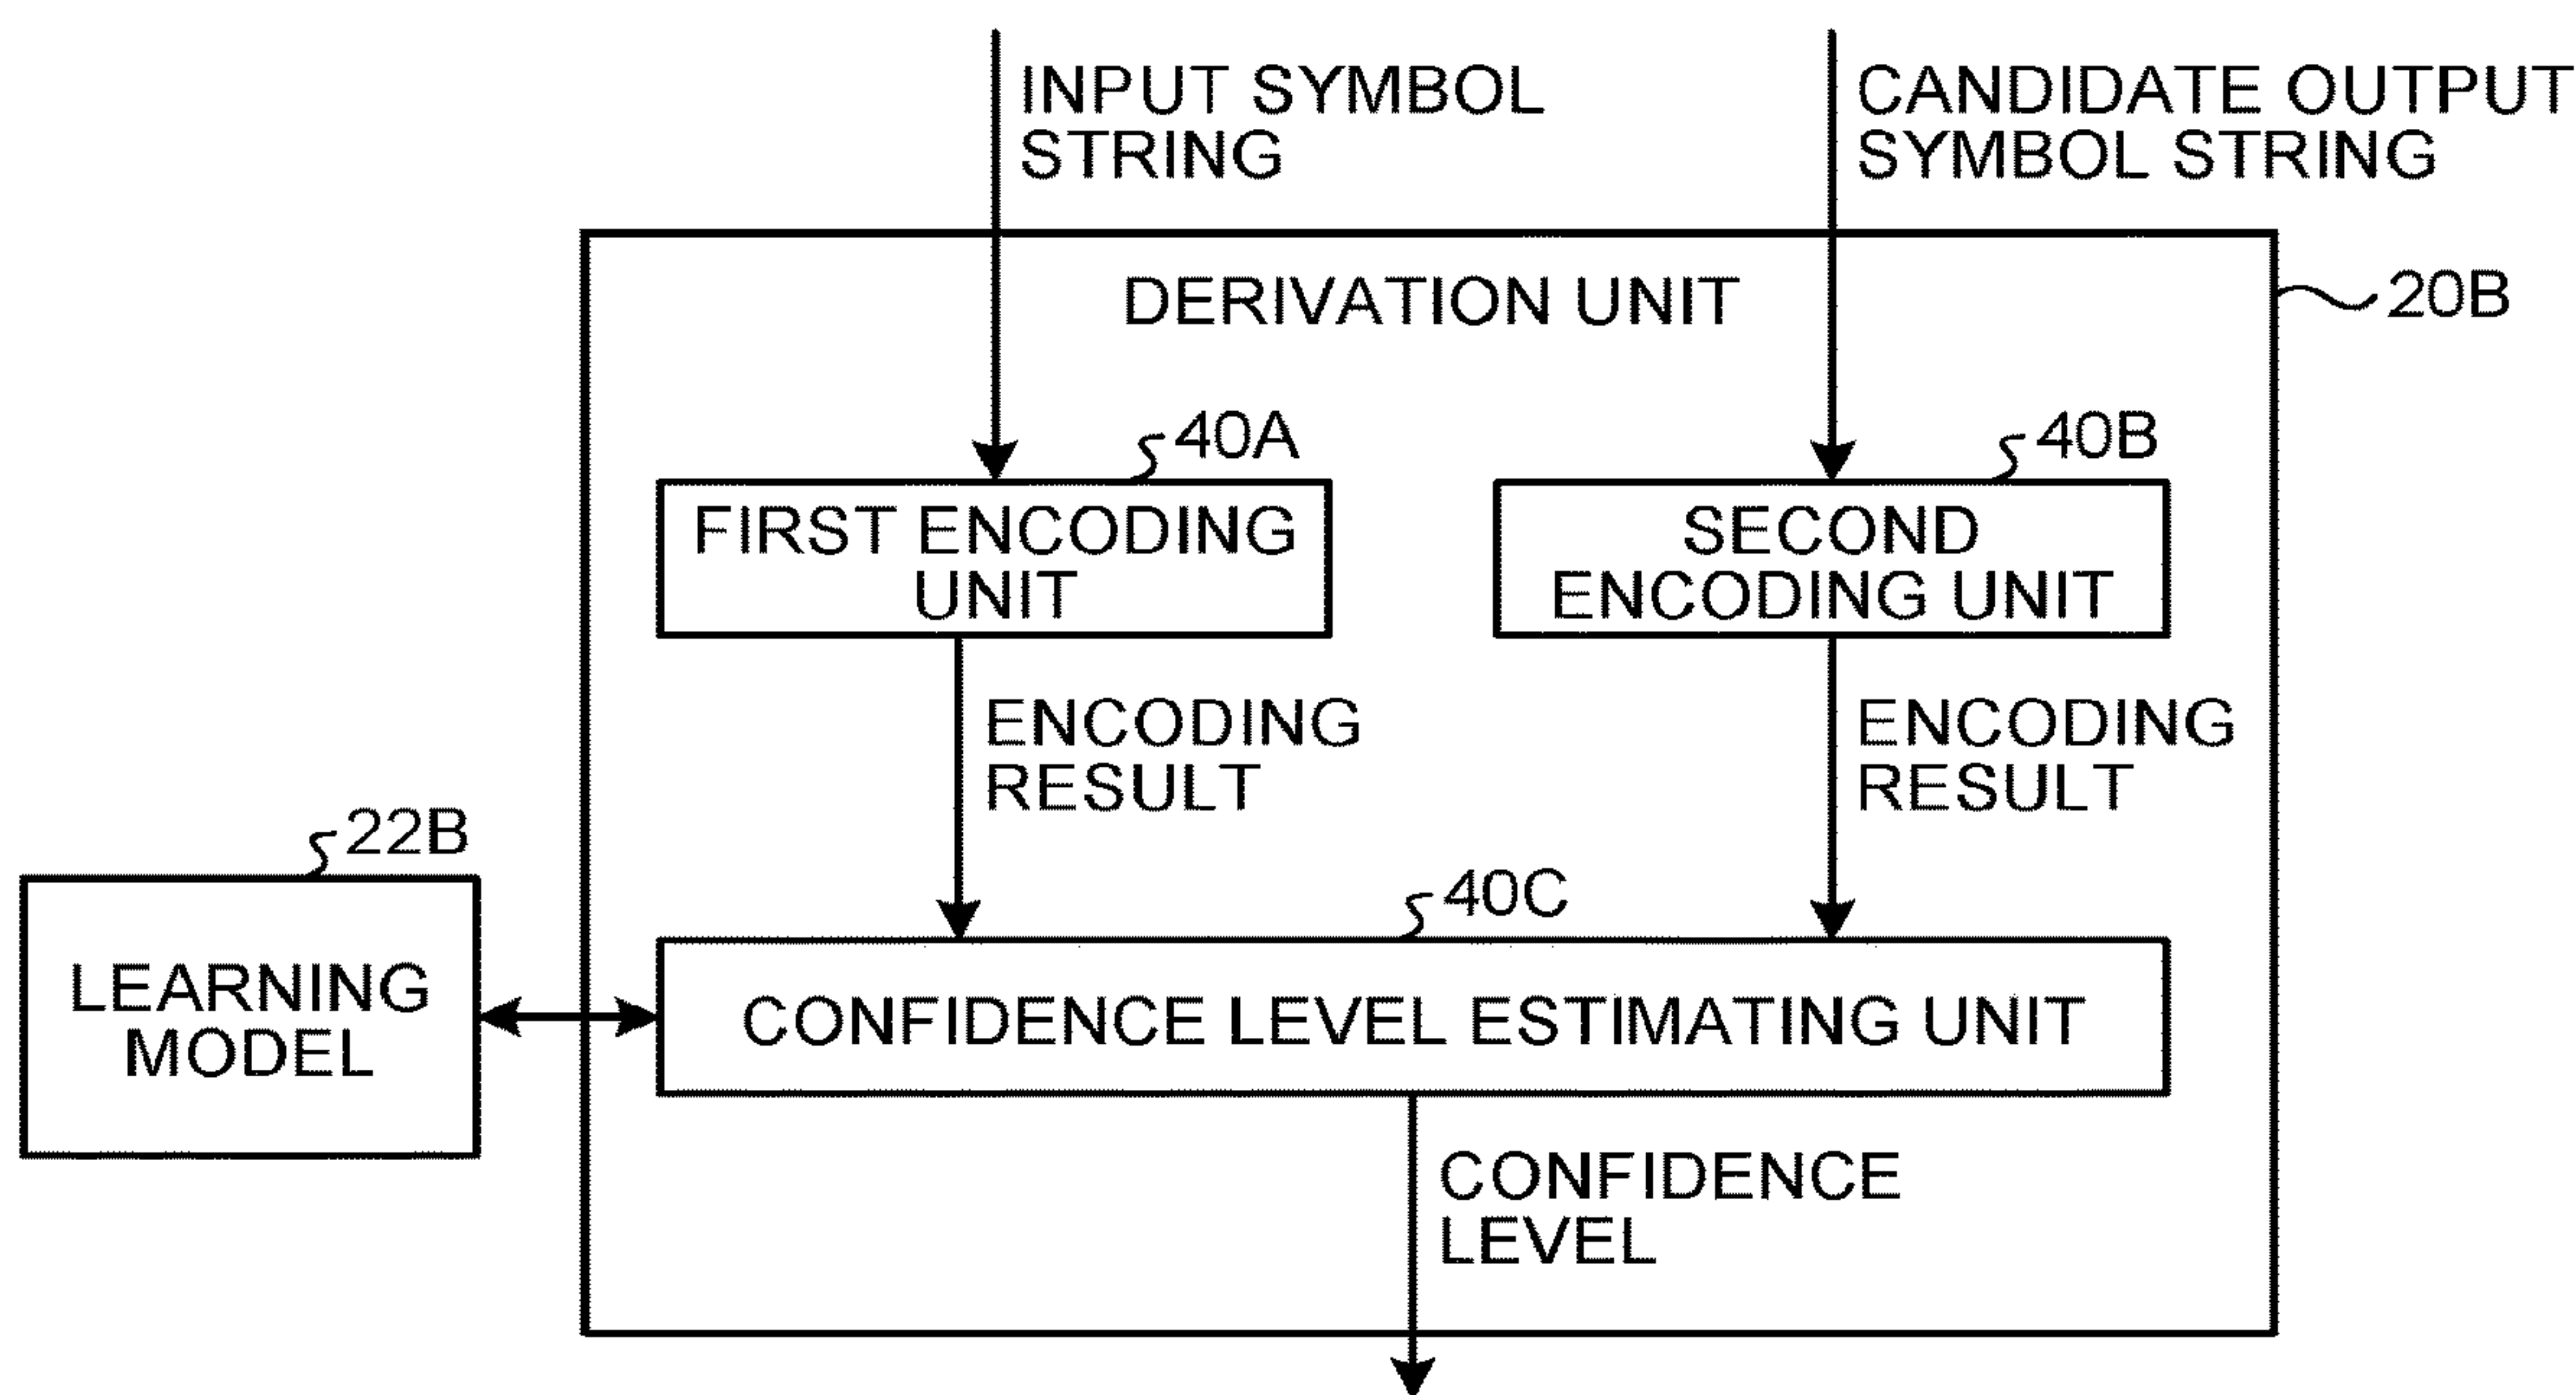 INPUT SYMBOL
STRING
CANDIDATE OUTPUT
SYMBOL STRING
DERIVATION UNIT
20B
40A
40B
FIRST ENCODING
UNIT
SECOND
ENCODING UNIT
ENCODING
RESULT
ENCODING
RESULT
22B
40C
LEARNING
MODEL
CONFIDENCE LEVEL ESTIMATING UNIT
CONFIDENCE
LEVEL